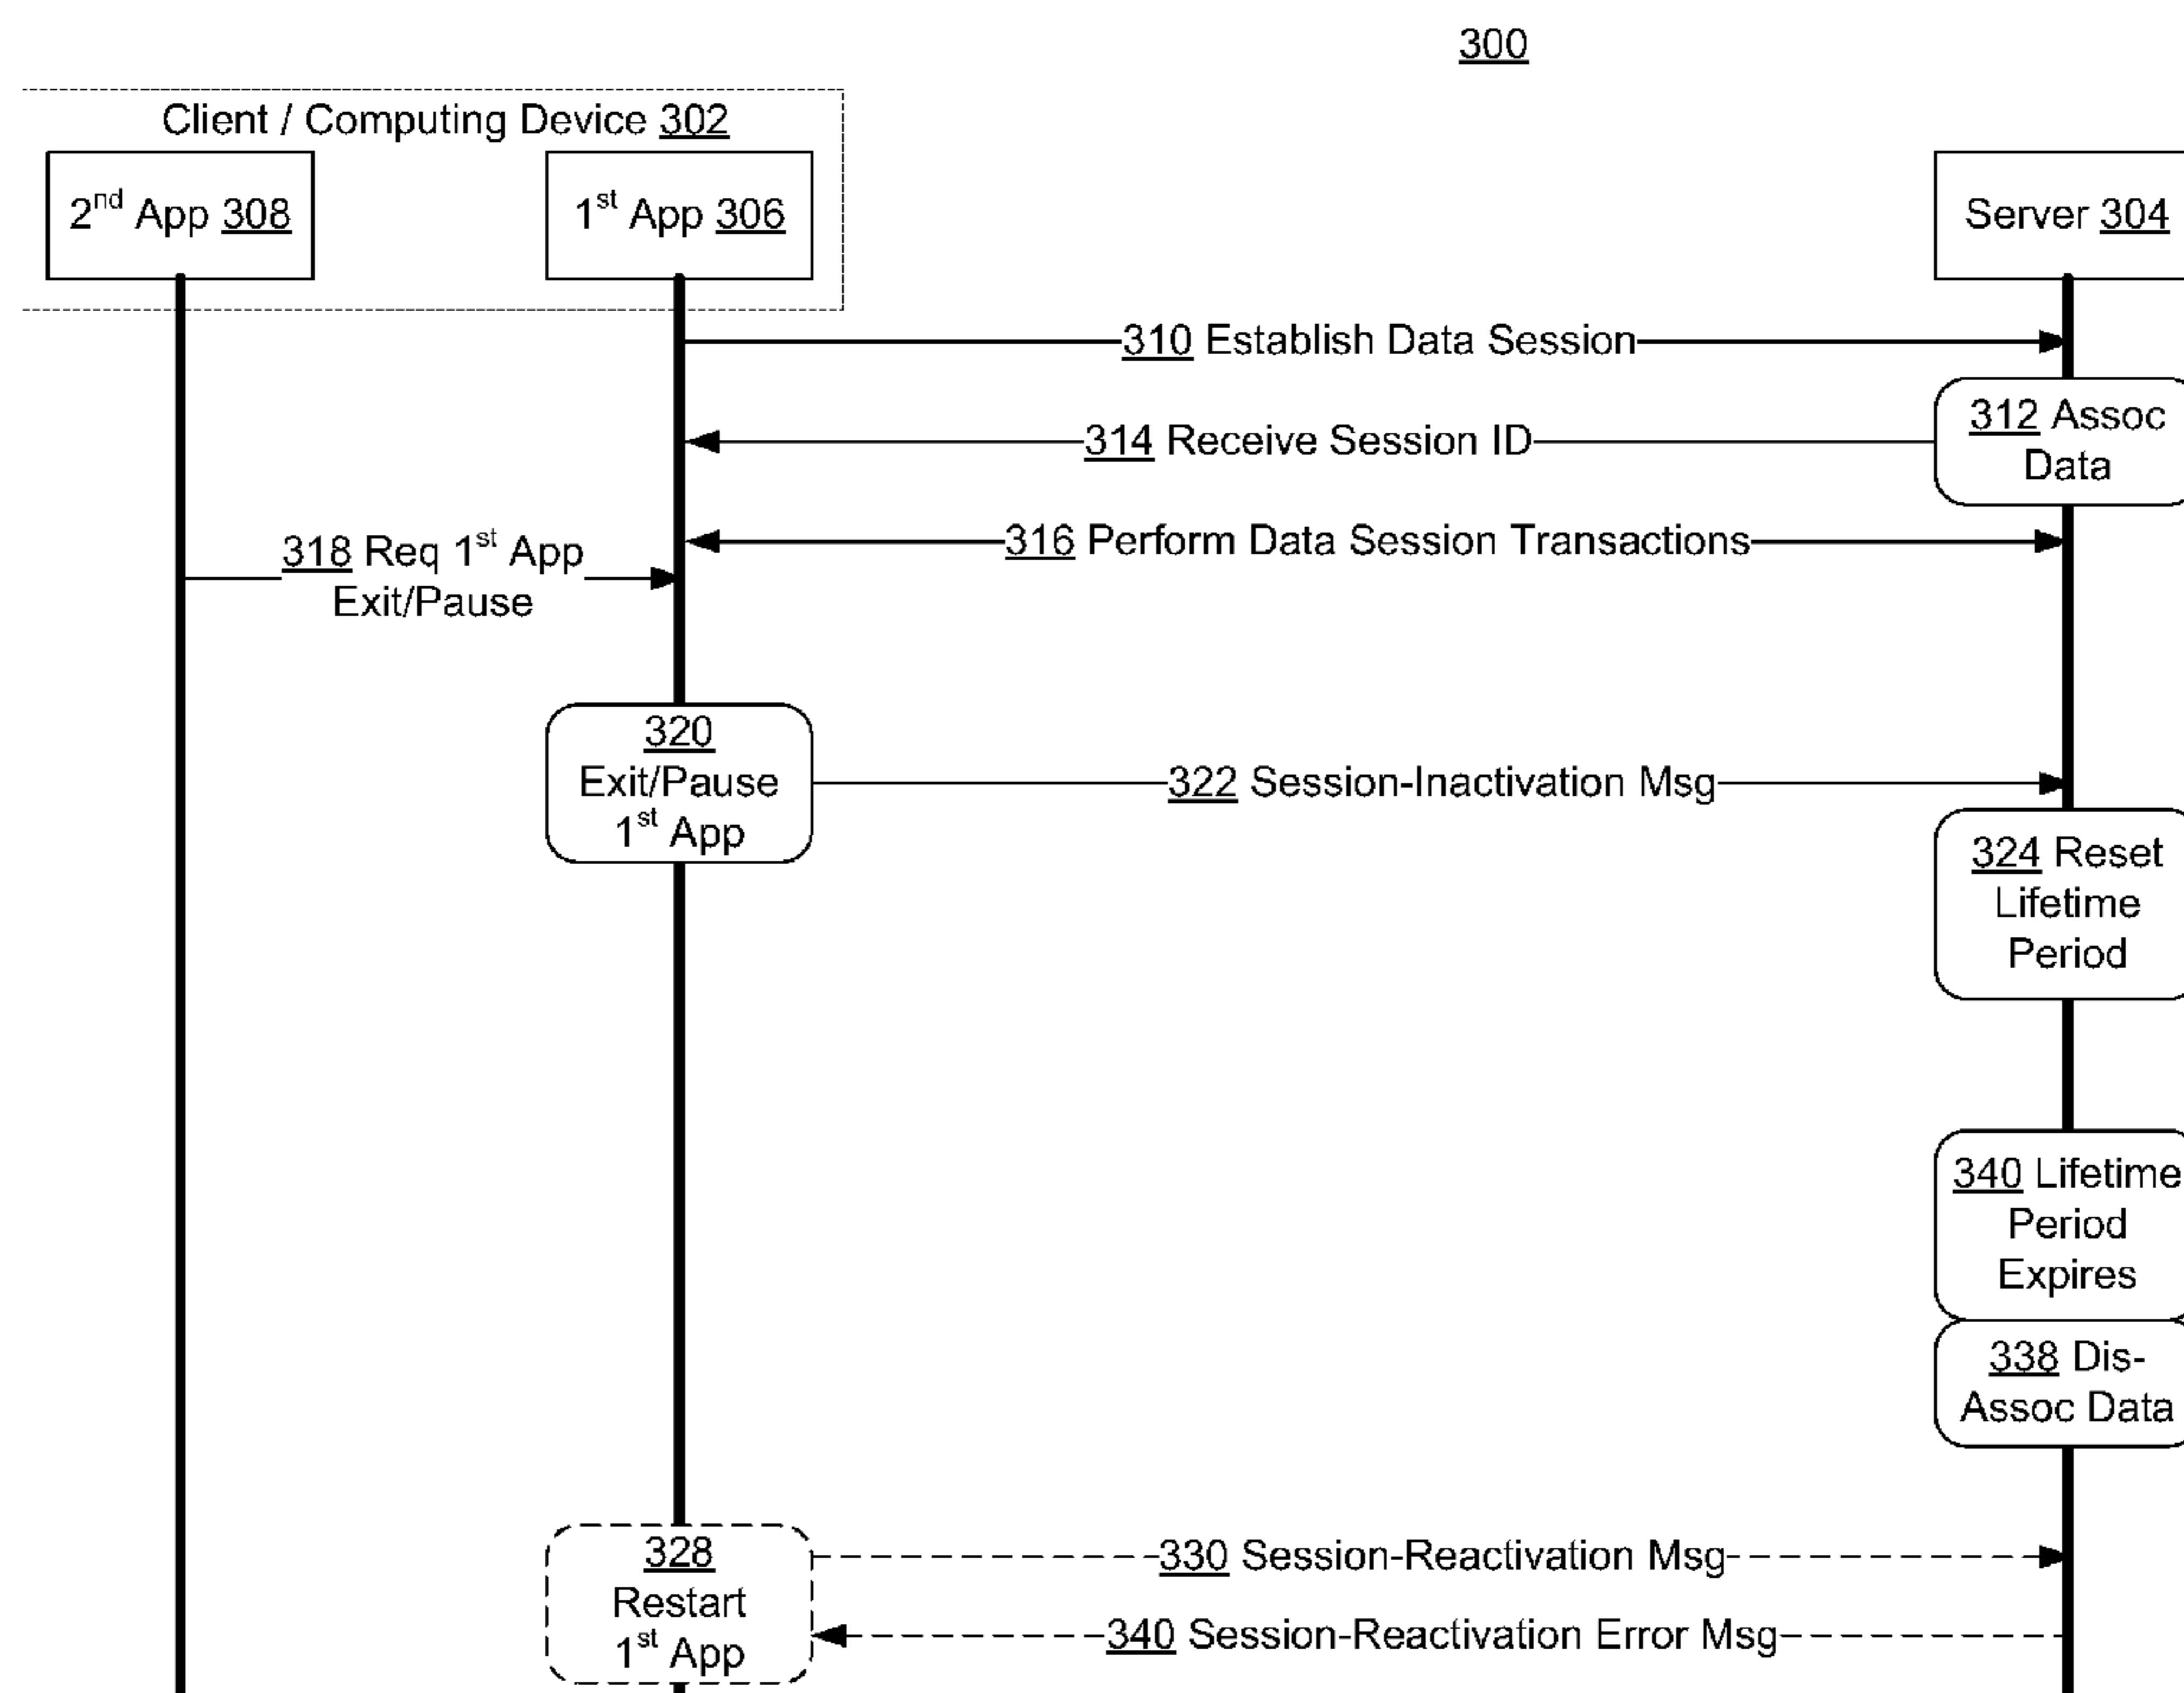 300
Client / Computing Device 302
2nd App 308
1st App 306
Server 304
310 Establish Data Session
312 Assoc
Data
314 Receive Session ID
316 Perform Data Session Transactions
318 Req 1st App
Exit/Pause
320
Exit/Pause
1st App
322 Session-Inactivation Msg
324 Reset
Lifetime
Period
340 Lifetime
Period
Expires
338 Dis-
Assoc Data
328
Restart
1st App
330 Session-Reactivation Msg
340 Session-Reactivation Error Msg